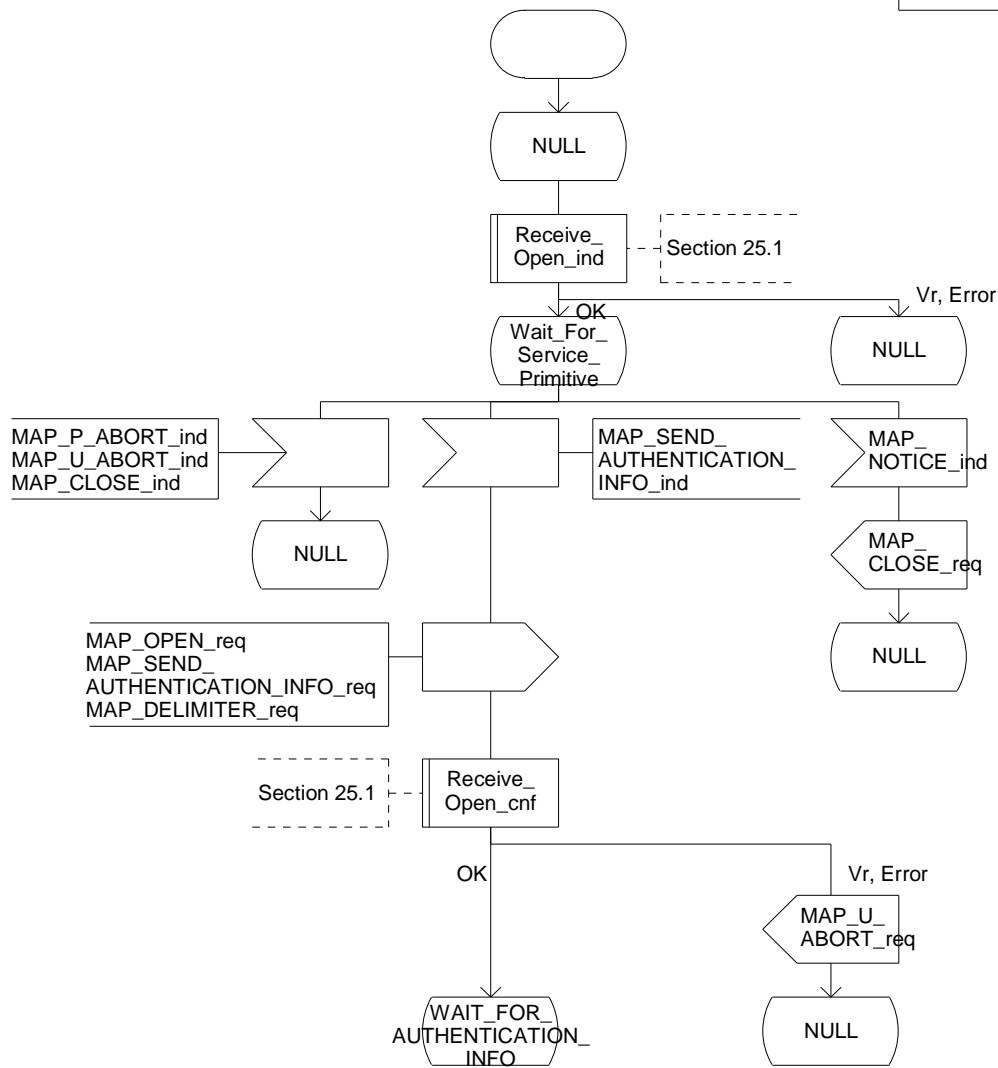 NULL
Receive_
Open_ind
Section 25.1
Vr, Error
OK
Wait_For_
Service_
Primitive
NULL
MAP_P_ABORT_ind
MAP_U_ABORT_ind
MAP_CLOSE_ind
MAP_SEND_
AUTHENTICATION_
INFO_ind
MAP_
NOTICE_ind
NULL
MAP_
CLOSE_req
NULL
MAP_OPEN_req
MAP_SEND_
AUTHENTICATION_INFO_req
MAP_DELIMITER_req
Section 25.1
Receive_
Open_cnf
OK
Vr, Error
MAP_U_
ABORT_req
WAIT_FOR_
AUTHENTICATION_
INFO
NULL